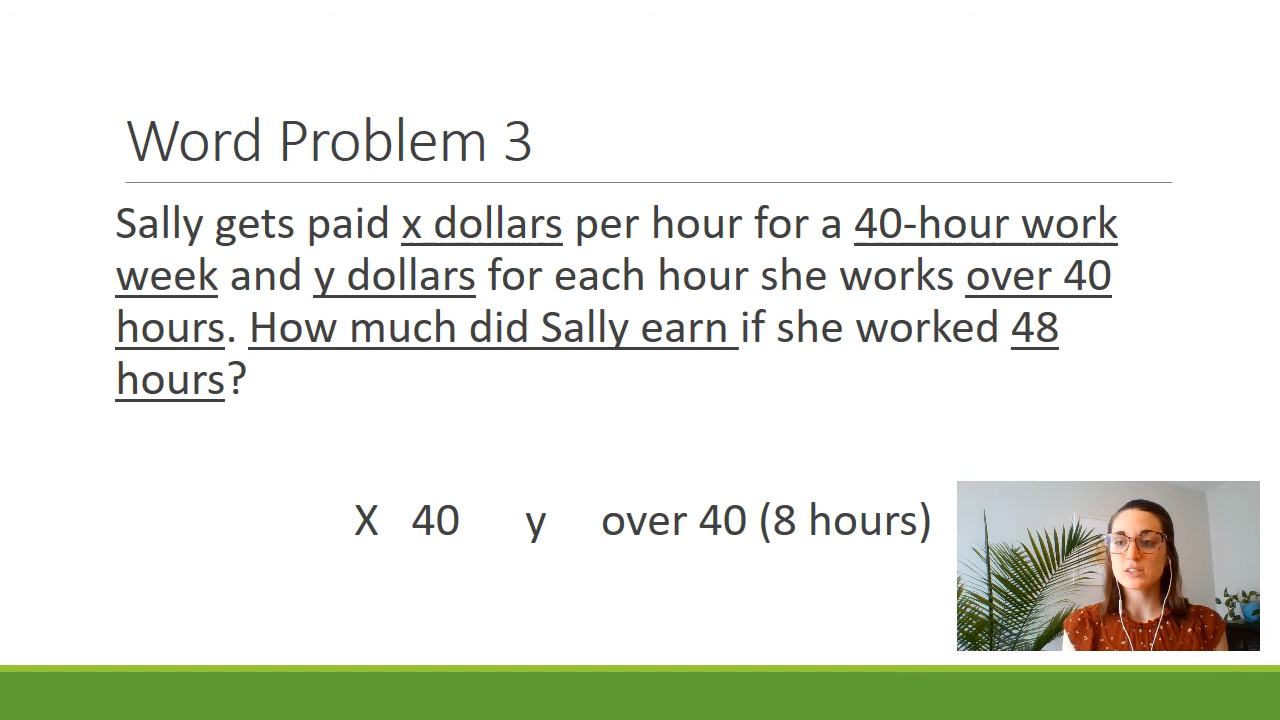 Word Problem 3
Sally gets paid x dollars per hour for a 40-hour work
week and y dollars for each hour she works over 40
hours. How much did Sally earn if she worked 48
hours?
X 40 y over 40 (8 hours)